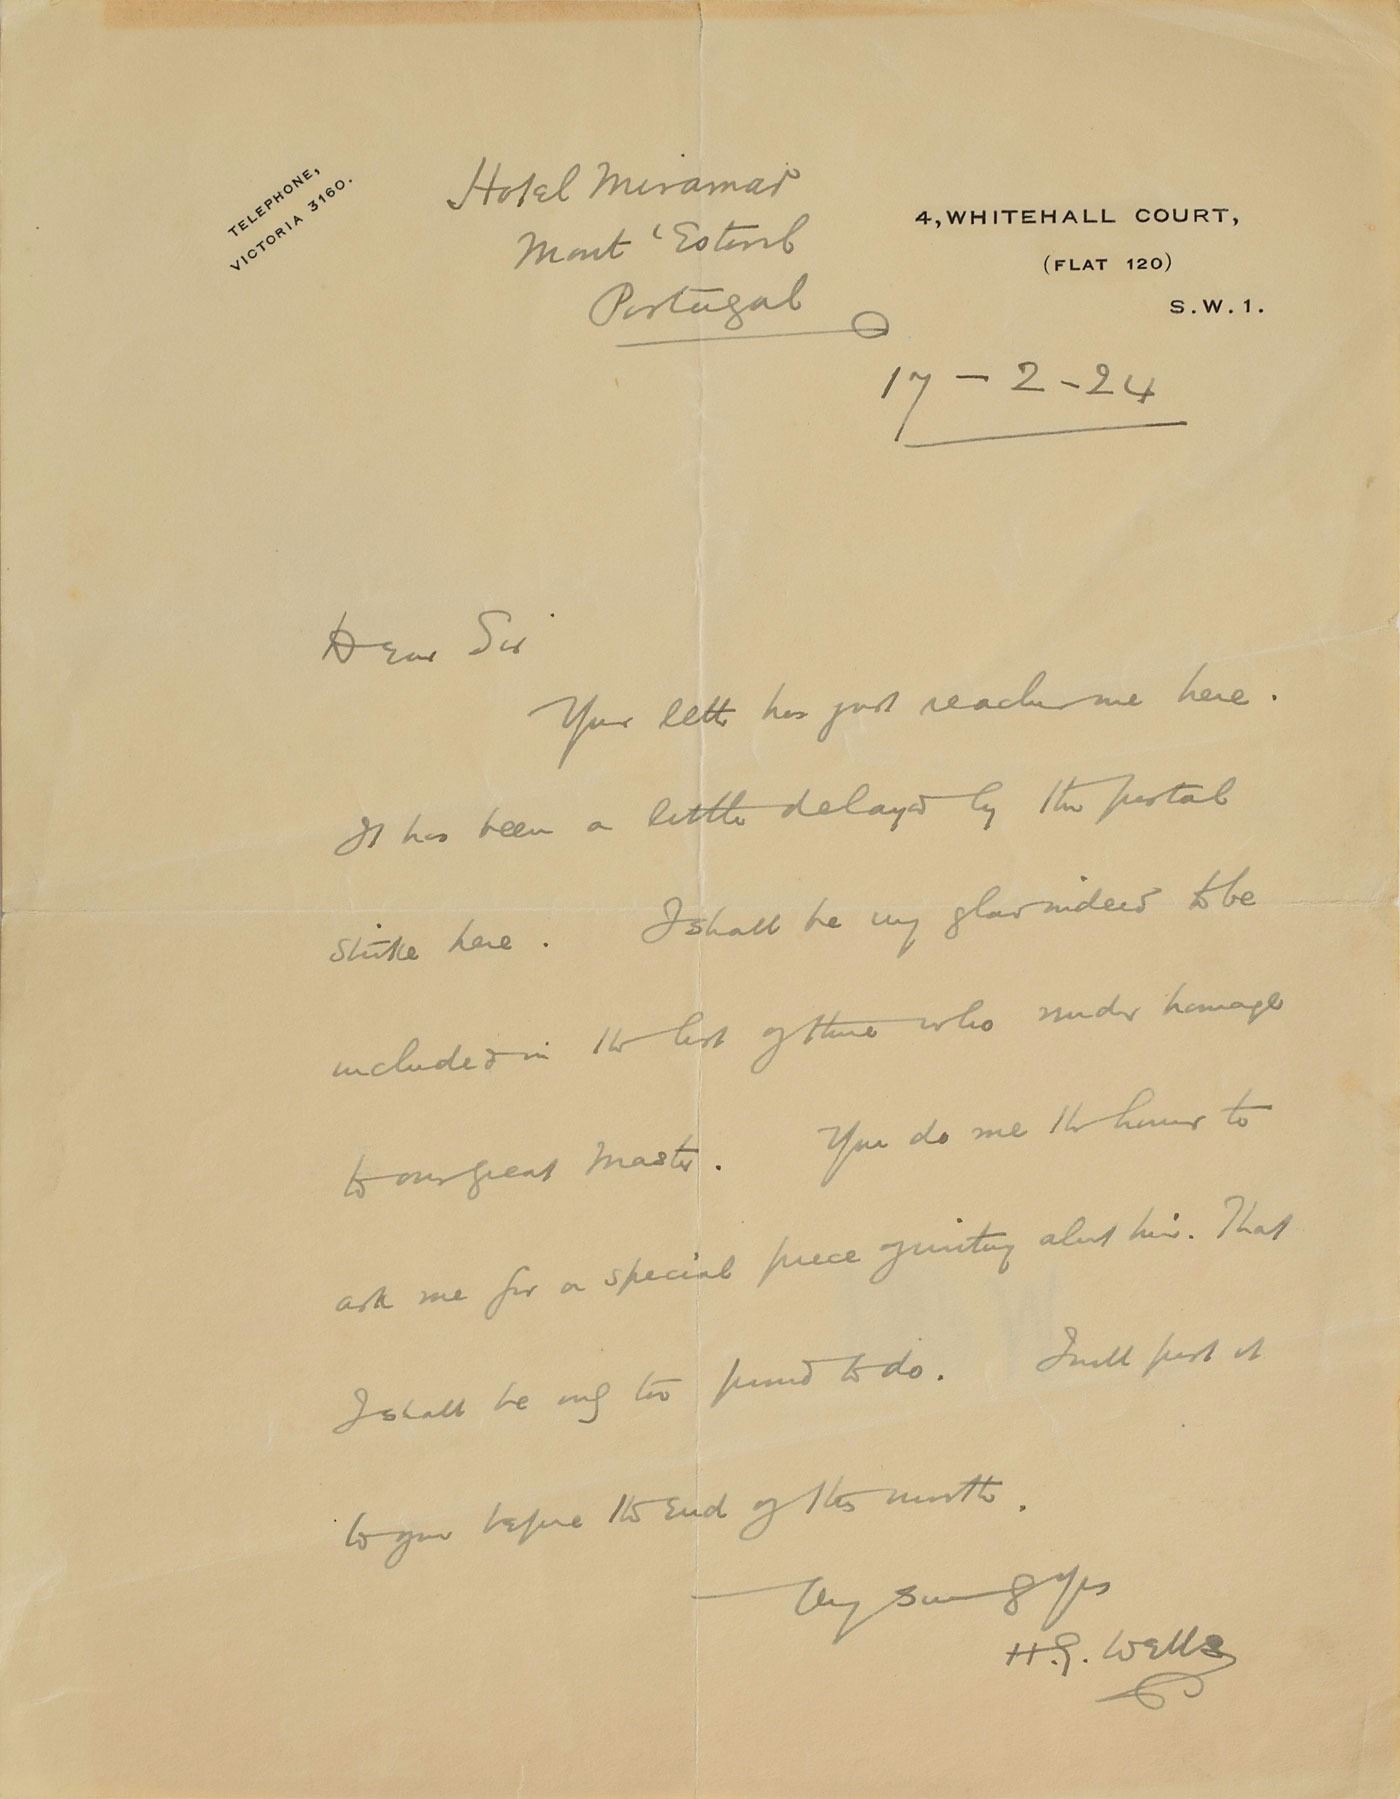 TELEPHONE,
VICTORIA 3160.
Hotel Miramar
Mont 'Estoril
Portugal
4, WHITEHALL COURT,
(FLAT 120)
S.W.1.
17 - 2 - 24
Dear Sir
Your letter has just reached me here.
It has been a little delayed by the postal
strike here. I shall be very glad indeed to be
included in the list of those who render homage
to our great Master. You do me the honour to
ask me for a special piece of writing about him. That
I shall be only too proud to do. I will post it
to you before the end of this month.
Very sincerely yrs
H.G. Wells